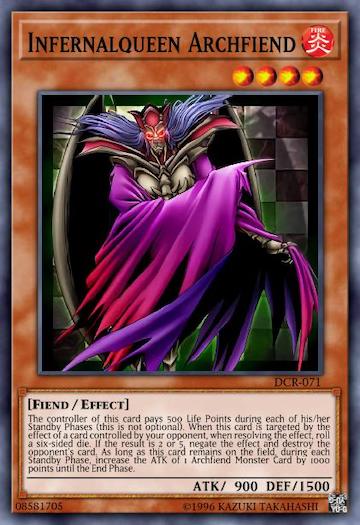 INFERNALQUEEN ARCHFIEND
FIRE
炎
DCR-071
[FIEND / EFFECT]
The controller of this card pays 500 Life Points during each of his/her
Standby Phases (this is not optional). When this card is targeted by the
effect of a card controlled by your opponent, when resolving the effect, roll
a six-sided die. If the result is 2 or 5, negate the effect and destroy the
opponent's card. As long as this card remains on the field, during each
Standby Phase, increase the ATK of 1 Archfiend Monster Card by 1000
points until the End Phase.
ATK/ 900 DEF/1500
08581705
©1996 KAZUKI TAKAHASHI